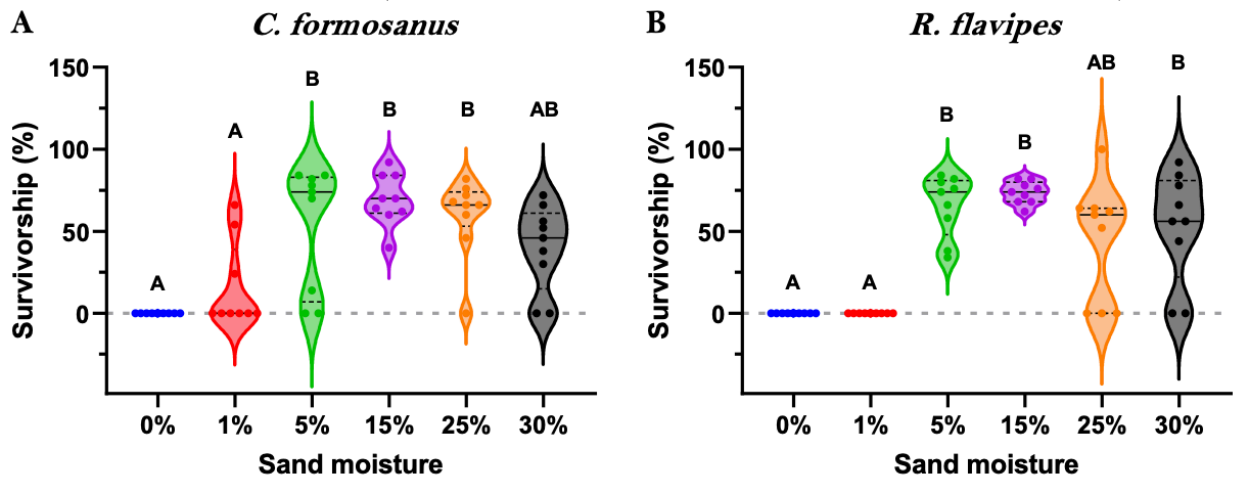 A
C. formosanus
150
100
50
0
Survivorship (%)
A
A
B
B
B
AB
0%
1%
5%
15%
25%
30%
Sand moisture
B
R. flavipes
150
100
50
0
Survivorship (%)
A
A
B
B
AB
B
0%
1%
5%
15%
25%
30%
Sand moisture